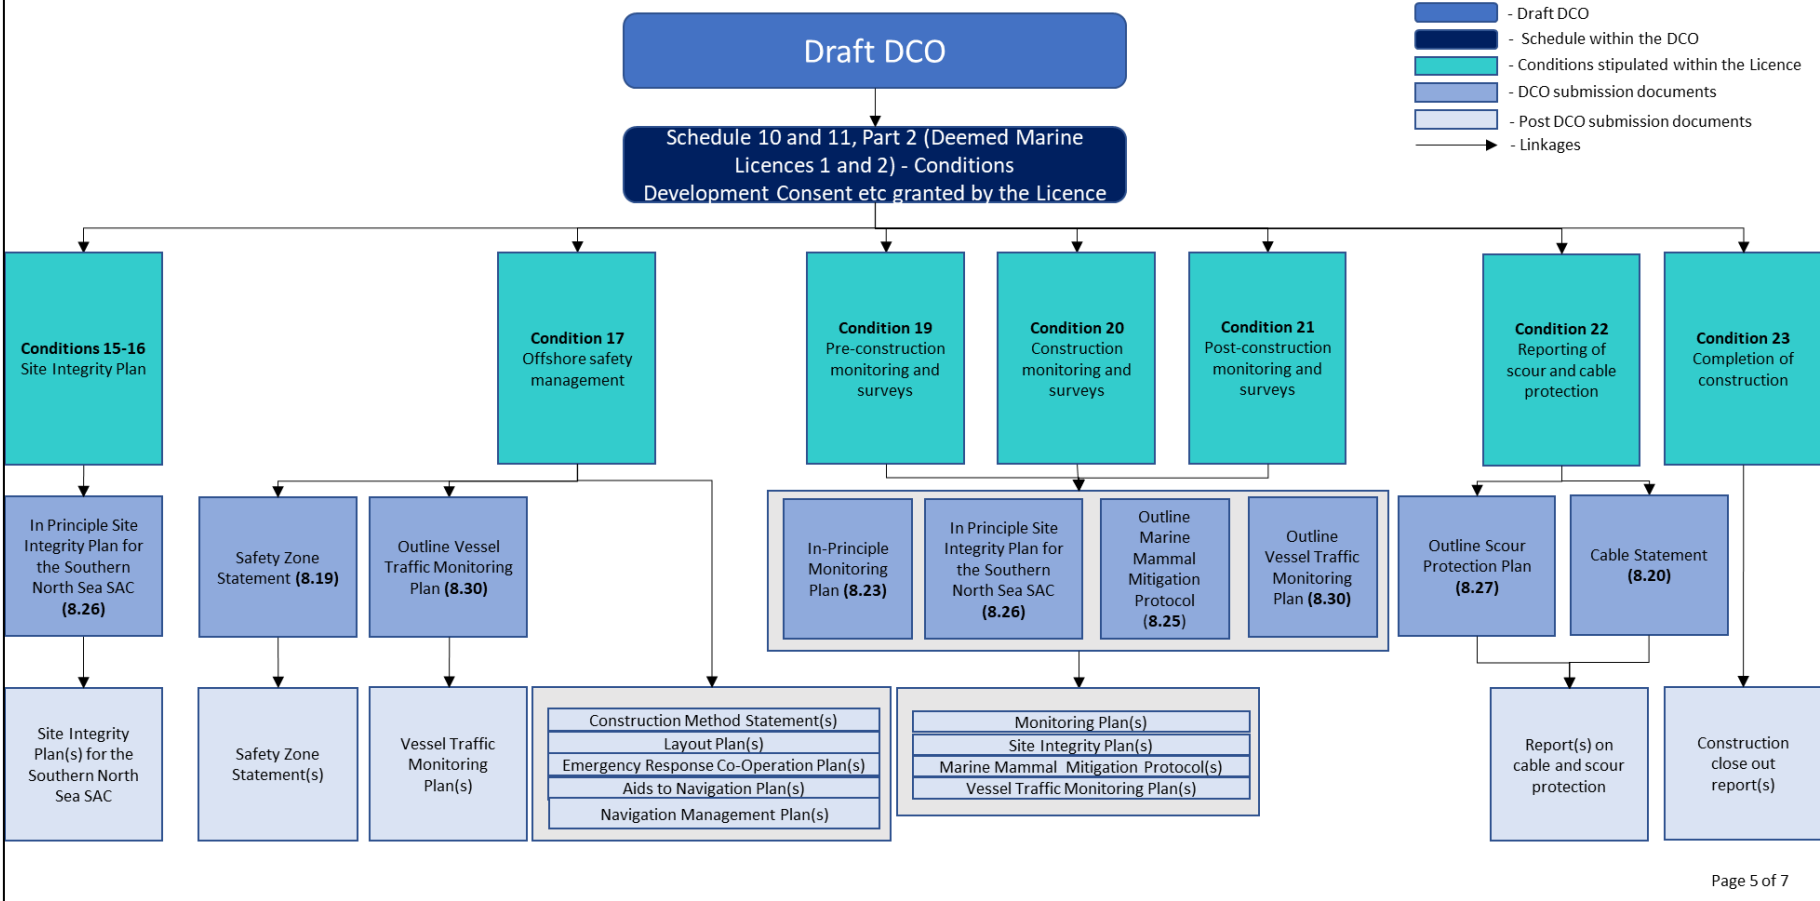 Draft DCO
- Draft DCO
- Schedule within the DCO
- Conditions stipulated within the Licence
- DCO submission documents
- Post DCO submission documents
- Linkages
Schedule 10 and 11, Part 2 (Deemed Marine
Licences 1 and 2) - Conditions
Development Consent etc granted by the Licence
Conditions 15-16
Site Integrity Plan
Condition 17
Offshore safety
management
Condition 19
Pre-construction
monitoring and
surveys
Condition 20
Construction
monitoring and
surveys
Condition 21
Post-construction
monitoring and
surveys
Condition 22
Reporting of
scour and cable
protection
Condition 23
Completion of
construction
In Principle Site
Integrity Plan for
the Southern
North Sea SAC
(8.26)
Safety Zone
Statement (8.19)
Outline Vessel
Traffic Monitoring
Plan (8.30)
In-Principle
Monitoring
Plan (8.23)
In Principle Site
Integrity Plan for
the Southern
North Sea SAC
(8.26)
Outline
Marine
Mammal
Mitigation
Protocol
(8.25)
Outline
Vessel Traffic
Monitoring
Plan (8.30)
Outline Scour
Protection Plan
(8.27)
Cable Statement
(8.20)
Site Integrity
Plan(s) for the
Southern North
Sea SAC
Safety Zone
Statement(s)
Vessel Traffic
Monitoring
Plan(s)
Construction Method Statement(s)
Layout Plan(s)
Emergency Response Co-Operation Plan(s)
Aids to Navigation Plan(s)
Navigation Management Plan(s)
Monitoring Plan(s)
Site Integrity Plan(s)
Marine Mammal Mitigation Protocol(s)
Vessel Traffic Monitoring Plan(s)
Report(s) on
cable and scour
protection
Construction
close out
report(s)
Page 5 of 7